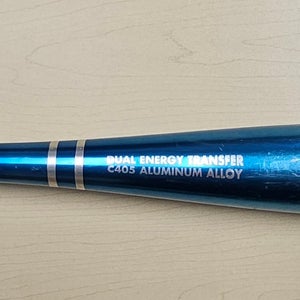 DUAL ENERGY TRANSFER
C405 ALUMINUM ALLOY